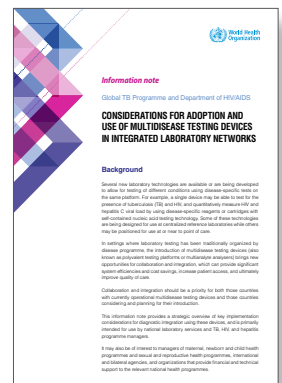 World Health
Organization
Information note
Global TB Programme and Department of HIV/AIDS
CONSIDERATIONS FOR ADOPTION AND
USE OF MULTIDISEASE TESTING DEVICES
IN INTEGRATED LABORATORY NETWORKS
Background
Several new laboratory technologies are available or are being developed
to allow for testing of different conditions using disease-specific tests on
the same platform. For example, a single device may be able to test for the
presence of tuberculosis (TB) and HIV, and quantitatively measure HIV and
hepatitis C viral load by using disease-specific reagents or cartridges with
self-contained nucleic acid testing technology. Some of these technologies
are being designed for use at centralized reference laboratories while others
may be positioned for use at or near to point of care.
In settings where laboratory testing has been traditionally organized by
disease programme, the introduction of multidisease testing devices (also
known as polyvalent testing platforms or multianalyte analysers) brings new
opportunities for collaboration and integration, which can provide significant
system efficiencies and cost savings, increase patient access, and ultimately
improve quality of care.
Collaboration and integration should be a priority for both those countries
with currently operational multidisease testing devices and those countries
considering and planning for their introduction.
This information note provides a strategic overview of key implementation
considerations for diagnostic integration using these devices, and is primarily
intended for use by national laboratory services and TB, HIV, and hepatitis
programme managers.
It may also be of interest to managers of maternal, newborn and child health
programmes and sexual and reproductive health programmes, international
and bilateral agencies, and organizations that provide financial and technical
support to the relevant national health programmes.